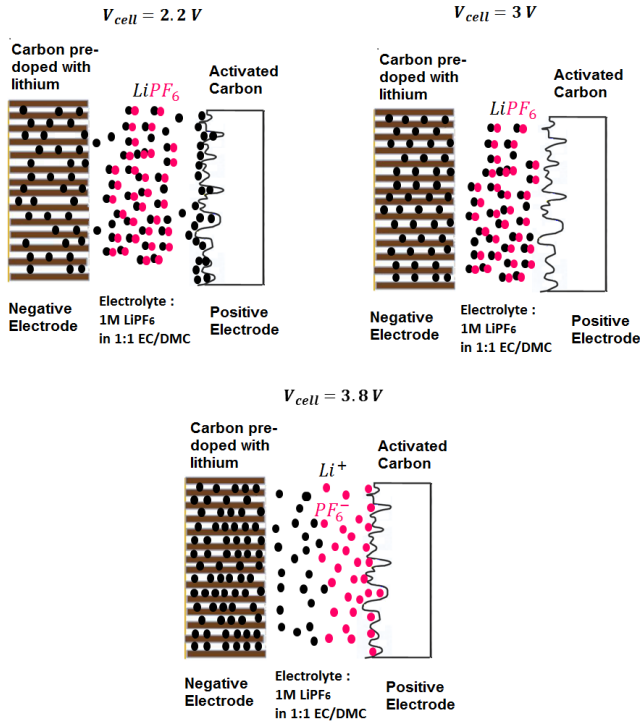 V_cell = 2.2 V
Carbon pre-
doped with
lithium
LiPF₆
Activated
Carbon
Negative
Electrode
Electrolyte :
1M LiPF₆
in 1:1 EC/DMC
Positive
Electrode
V_cell = 3 V
Carbon pre-
doped with
lithium
LiPF₆
Activated
Carbon
Negative
Electrode
Electrolyte :
1M LiPF₆
in 1:1 EC/DMC
Positive
Electrode
V_cell = 3.8 V
Carbon pre-
doped with
lithium
Li⁺
PF₆⁻
Activated
Carbon
Negative
Electrode
Electrolyte :
1M LiPF₆
in 1:1 EC/DMC
Positive
Electrode